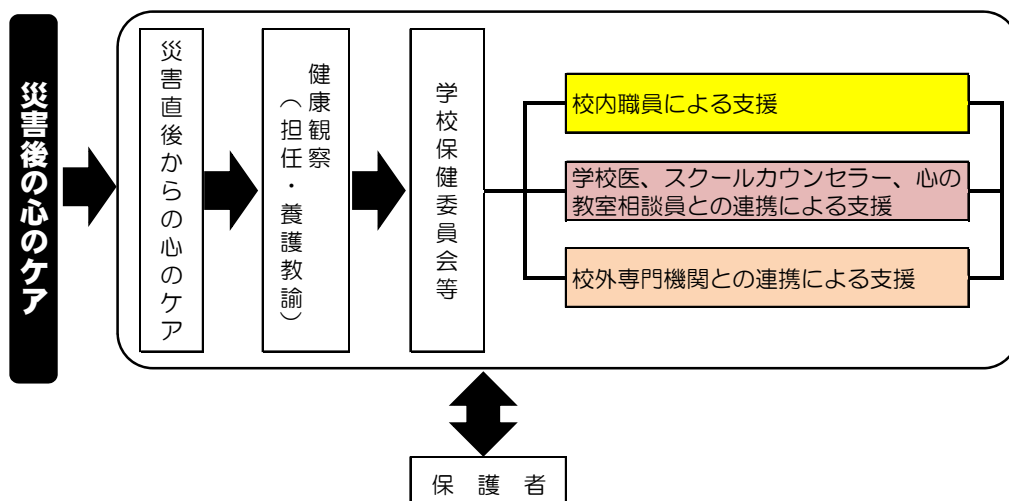 災害後の心のケア
災害直後からの心のケア
健康観察
（担任・養護教諭）
学校保健委員会等
校内職員による支援
学校医、スクールカウンセラー、心の
教室相談員との連携による支援
校外専門機関との連携による支援
保護者